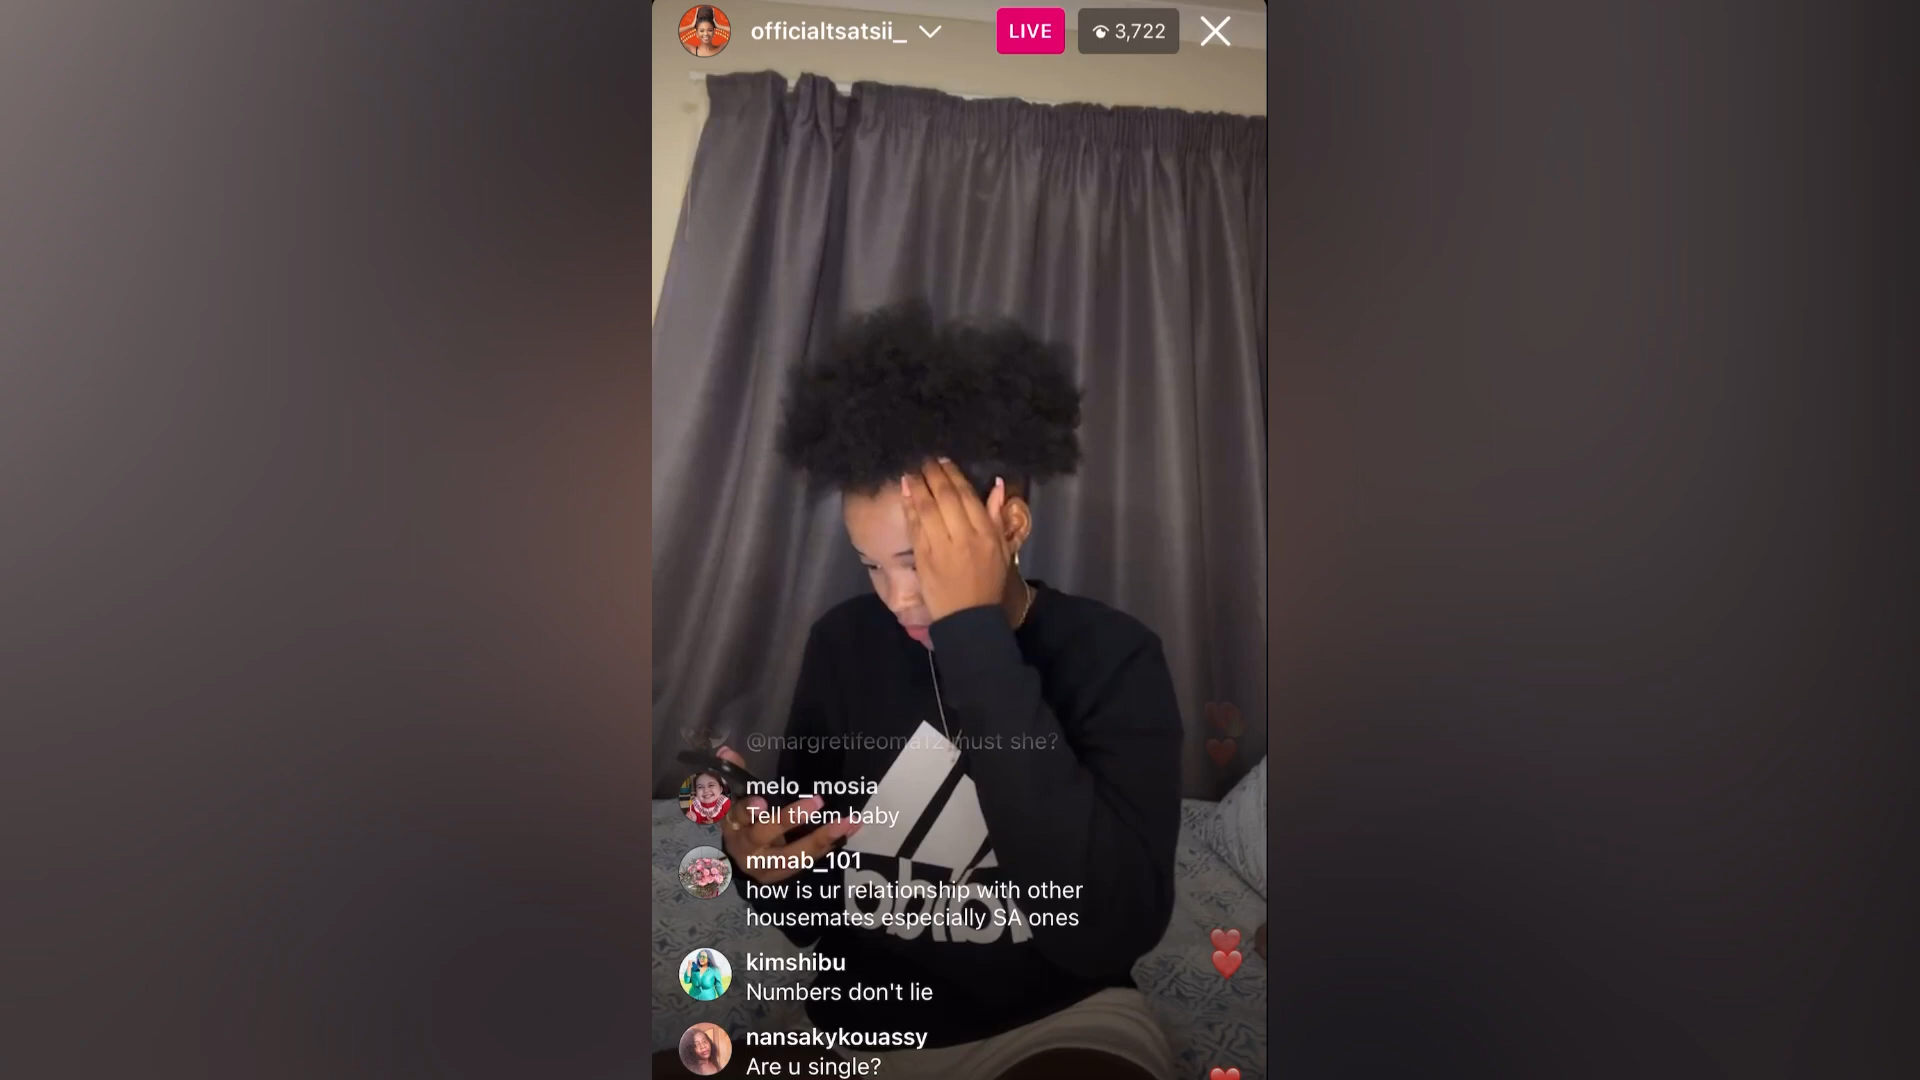 officialtsatsii_
LIVE
3,722
@margretifeoma12 must she?
melo_mosia
Tell them baby
mmab_101
how is ur relationship with other
housemates especially SA ones
kimshibu
Numbers don't lie
nansakykouassy
Are u single?